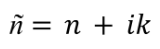 ñ = n + ik